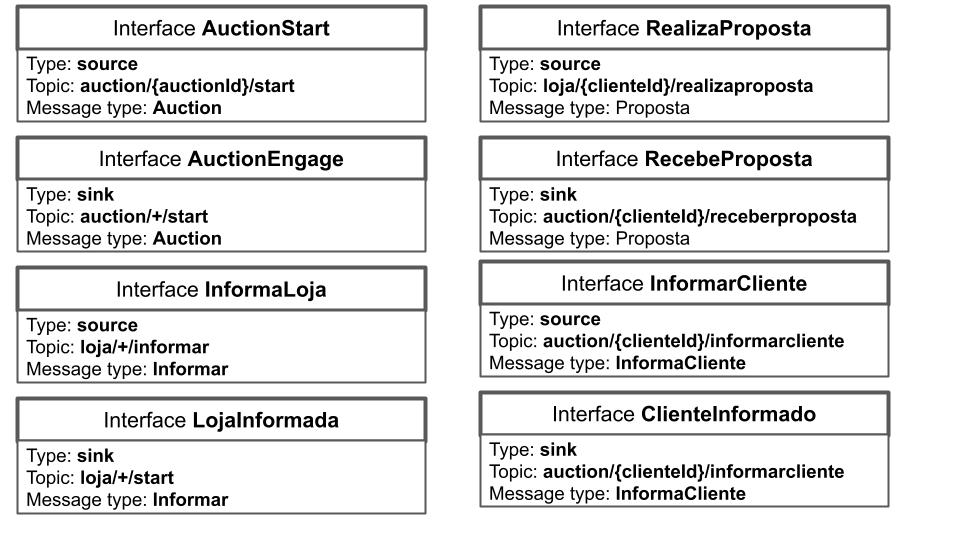 Interface AuctionStart
Type: source
Topic: auction/{auctionId}/start
Message type: Auction
Interface AuctionEngage
Type: sink
Topic: auction/+/start
Message type: Auction
Interface InformaLoja
Type: source
Topic: loja/+/informar
Message type: Informar
Interface LojaInformada
Type: sink
Topic: loja/+/start
Message type: Informar
Interface RealizaProposta
Type: source
Topic: loja/{clienteId}/realizaproposta
Message type: Proposta
Interface RecebeProposta
Type: sink
Topic: auction/{clienteId}/receberproposta
Message type: Proposta
Interface InformarCliente
Type: source
Topic: auction/{clienteId}/informarcliente
Message type: InformaCliente
Interface ClienteInformado
Type: sink
Topic: auction/{clienteId}/informarcliente
Message type: InformaCliente